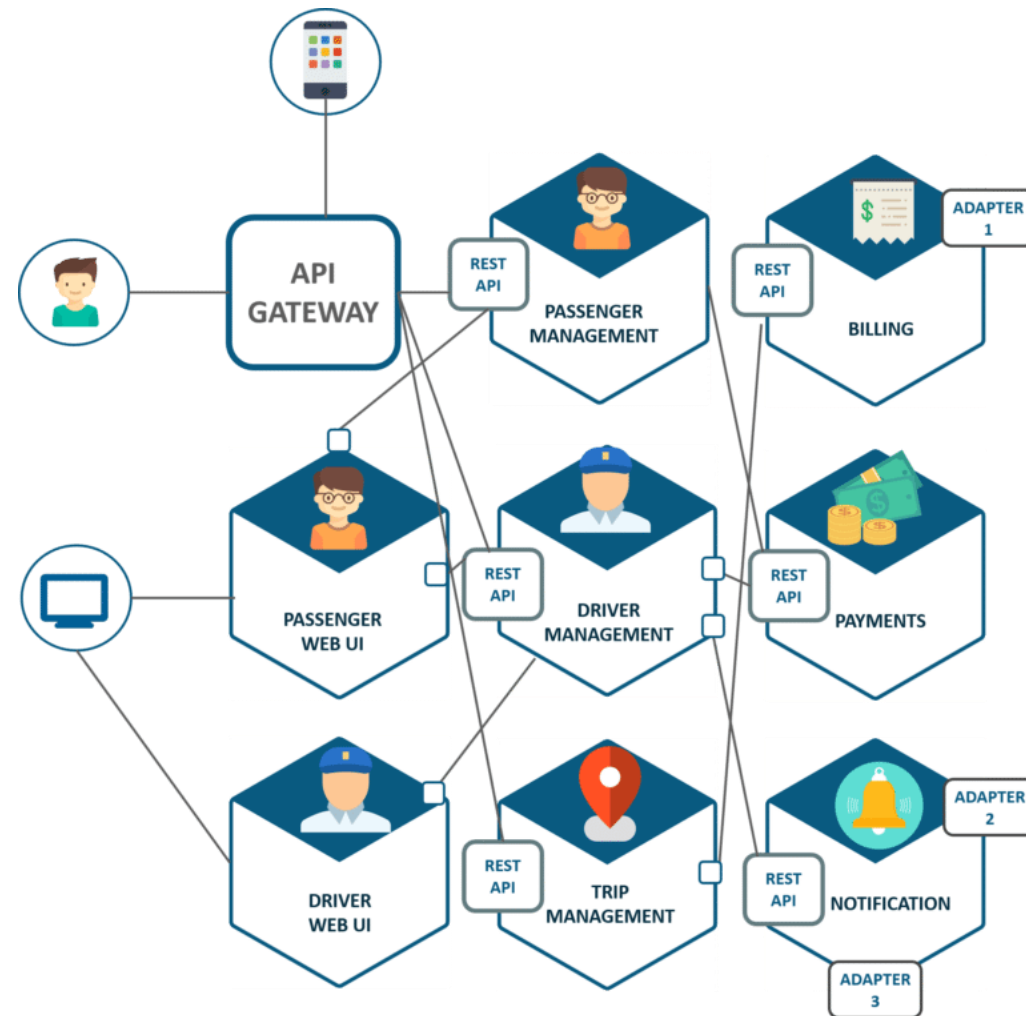 API
GATEWAY
REST
API
PASSENGER
MANAGEMENT
REST
API
BILLING
ADAPTER
1
PASSENGER
WEB UI
REST
API
DRIVER
MANAGEMENT
REST
API
PAYMENTS
DRIVER
WEB UI
REST
API
TRIP
MANAGEMENT
REST
API
NOTIFICATION
ADAPTER
2
ADAPTER
3